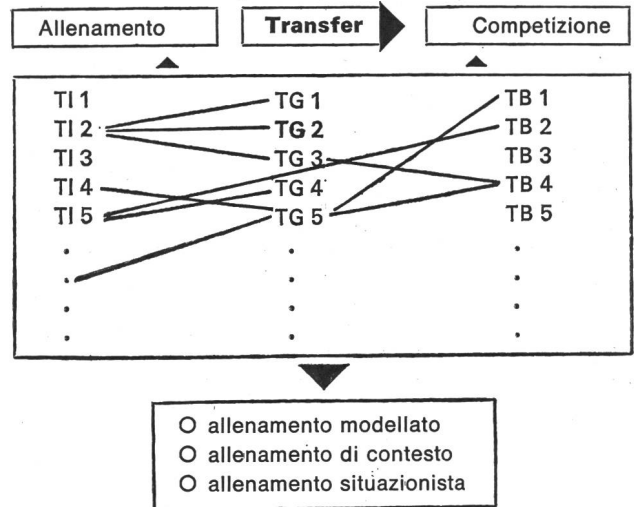 Allenamento Transfer Competizione
TI 1 TG 1 TB 1
TI 2 TG 2 TB 2
TI 3 TG 3 TB 3
TI 4 TG 4 TB 4
TI 5 TG 5 TB 5
. . .
. . .
. . .
. . .
O allenamento modellato
O allenamento di contesto
O allenamento situazionista